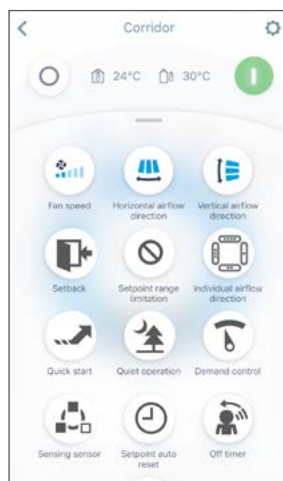 Corridor
24°C 30°C
Fan speed
Horizontal airflow
direction
Vertical airflow
direction
Setback
Setpoint range
limitation
Individual airflow
direction
Quick start
Quiet operation
Demand control
Sensing sensor
Setpoint auto
reset
Off timer